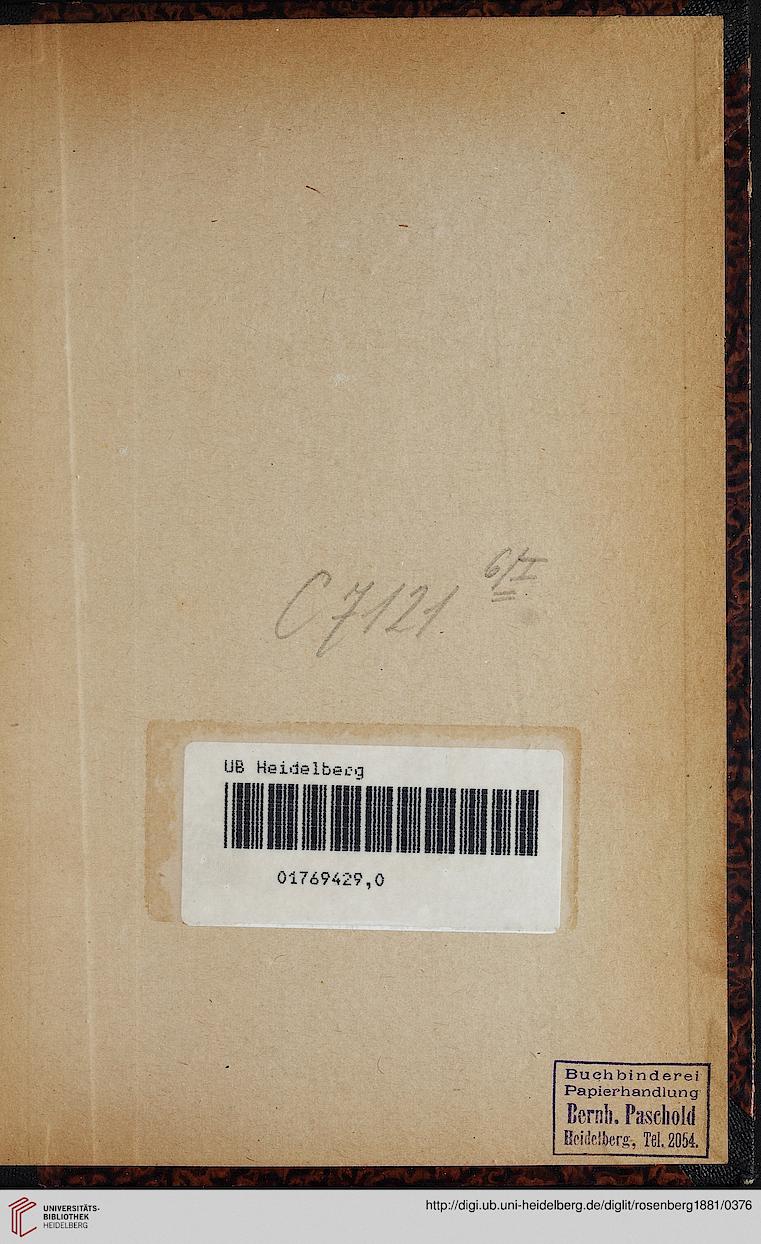 C 7121
UB Heidelberg
01769429,0
Buchbinderei
Papierhandlung
Bernh. Paschold
Heidelberg, Tel. 2054.
UNIVERSITÄTS-
BIBLIOTHEK
HEIDELBERG
http://digi.ub.uni-heidelberg.de/diglit/rosenberg1881/0376